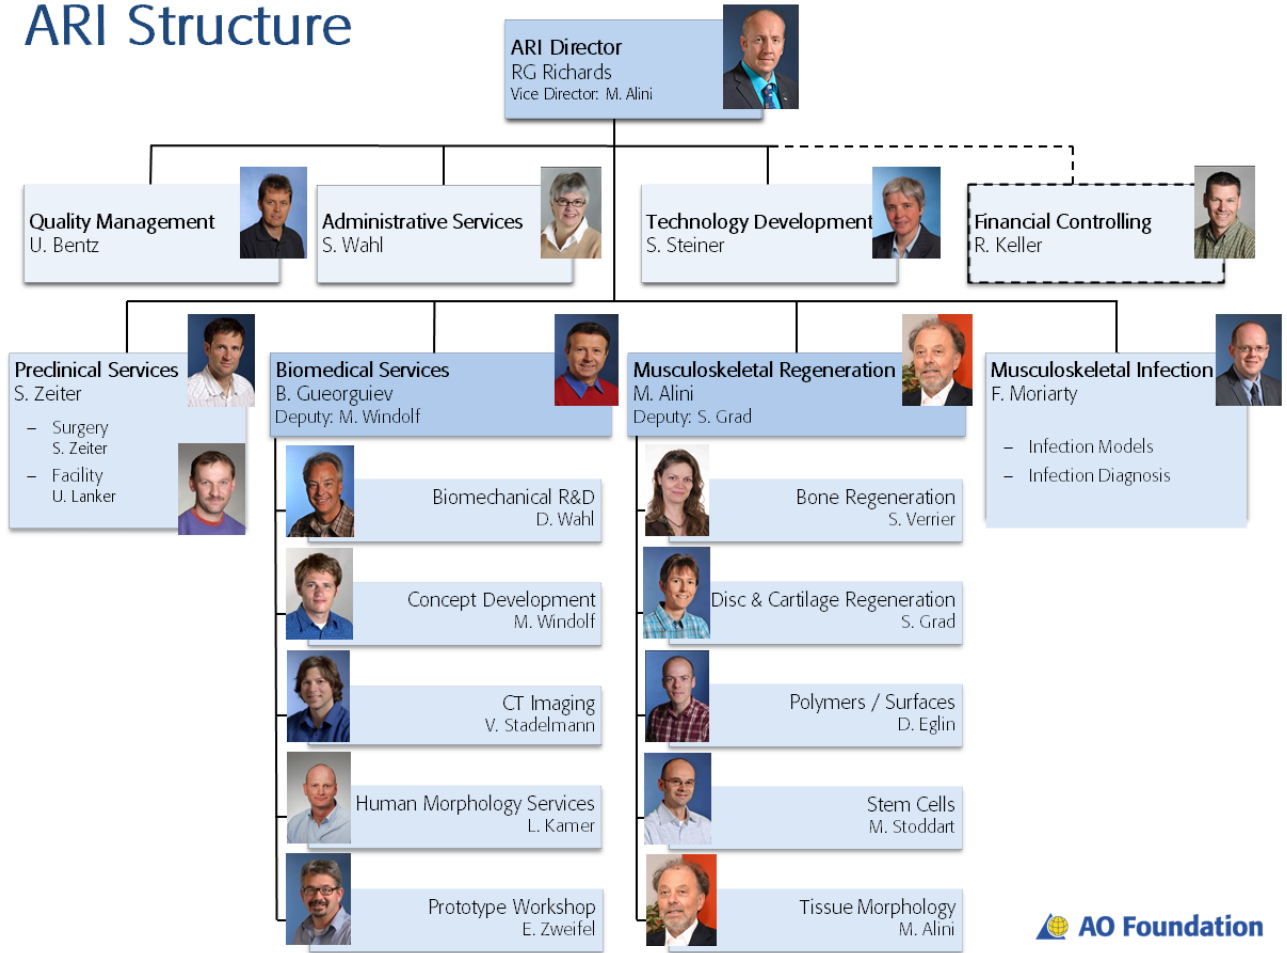 ARI Structure
ARI Director
RG Richards
Vice Director: M. Alini
Quality Management
U. Bentz
Administrative Services
S. Wahl
Technology Development
S. Steiner
Financial Controlling
R. Keller
Preclinical Services
S. Zeiter
– Surgery
S. Zeiter
– Facility
U. Lanker
Biomedical Services
B. Gueorguiev
Deputy: M. Windolf
Biomechanical R&D
D. Wahl
Concept Development
M. Windolf
CT Imaging
V. Stadelmann
Human Morphology Services
L. Kamer
Prototype Workshop
E. Zweifel
Musculoskeletal Regeneration
M. Alini
Deputy: S. Grad
Bone Regeneration
S. Verrier
Disc & Cartilage Regeneration
S. Grad
Polymers / Surfaces
D. Eglin
Stem Cells
M. Stoddart
Tissue Morphology
M. Alini
Musculoskeletal Infection
F. Moriarty
– Infection Models
– Infection Diagnosis
AO Foundation